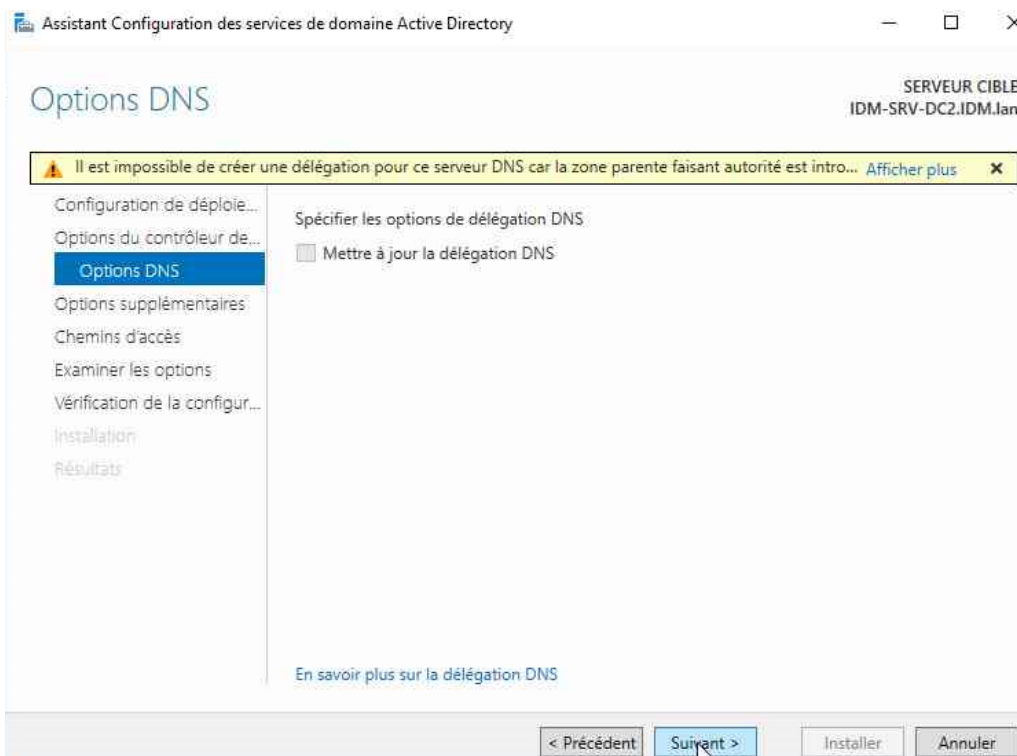 Assistant Configuration des services de domaine Active Directory
Options DNS
SERVEUR CIBLE
IDM-SRV-DC2.IDM.lan
Il est impossible de créer une délégation pour ce serveur DNS car la zone parente faisant autorité est intro... Afficher plus
Configuration de déploie...
Options du contrôleur de...
Options DNS
Options supplémentaires
Chemins d'accès
Examiner les options
Vérification de la configur...
Installation
Résultats
Spécifier les options de délégation DNS
Mettre à jour la délégation DNS
En savoir plus sur la délégation DNS
< Précédent Suivant > Installer Annuler